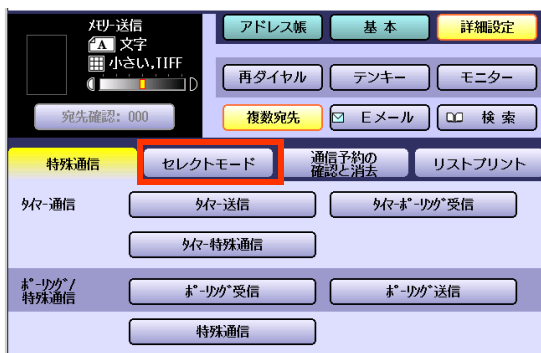 ﾒﾓﾘｰ送信
A 文字
小さい,TIFF
D
宛先確認: 000
アドレス帳
基本
詳細設定
再ダイヤル
テンキー
モニター
複数宛先
Eメール
検索
特殊通信
セレクトモード
通信予約の
確認と消去
リストプリント
ﾀｲﾏｰ通信
ﾀｲﾏｰ送信
ﾀｲﾏｰﾎﾟｰﾘﾝｸﾞ受信
ﾀｲﾏｰ特殊通信
ﾎﾟｰﾘﾝｸﾞ/
特殊通信
ﾎﾟｰﾘﾝｸﾞ受信
ﾎﾟｰﾘﾝｸﾞ送信
特殊通信